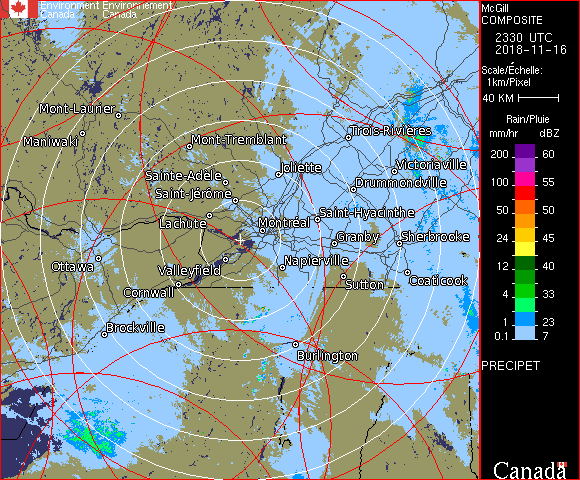 Environment Environnement
Canada Canada
McGill
COMPOSITE
2330 UTC
2018-11-16
Scale/Échelle:
1km/Pixel
40 KM
Rain/Pluie
mm/hr dBZ
200 60
100 55
50 50
24 45
12 40
4 33
1 23
0.1 7
PRECIPET
Canada
Mont-Laurier
Maniwaki
Mont-Tremblant
Trois-Rivières
Joliette
Victoriaville
Sainte-Adèle
Drummondville
Saint-Jérôme
Saint-Hyacinthe
Lachute
Montréal
Granby
Sherbrooke
Ottawa
Valleyfield
Napierville
Coaticook
Sutton
Cornwall
Brockville
Burlington